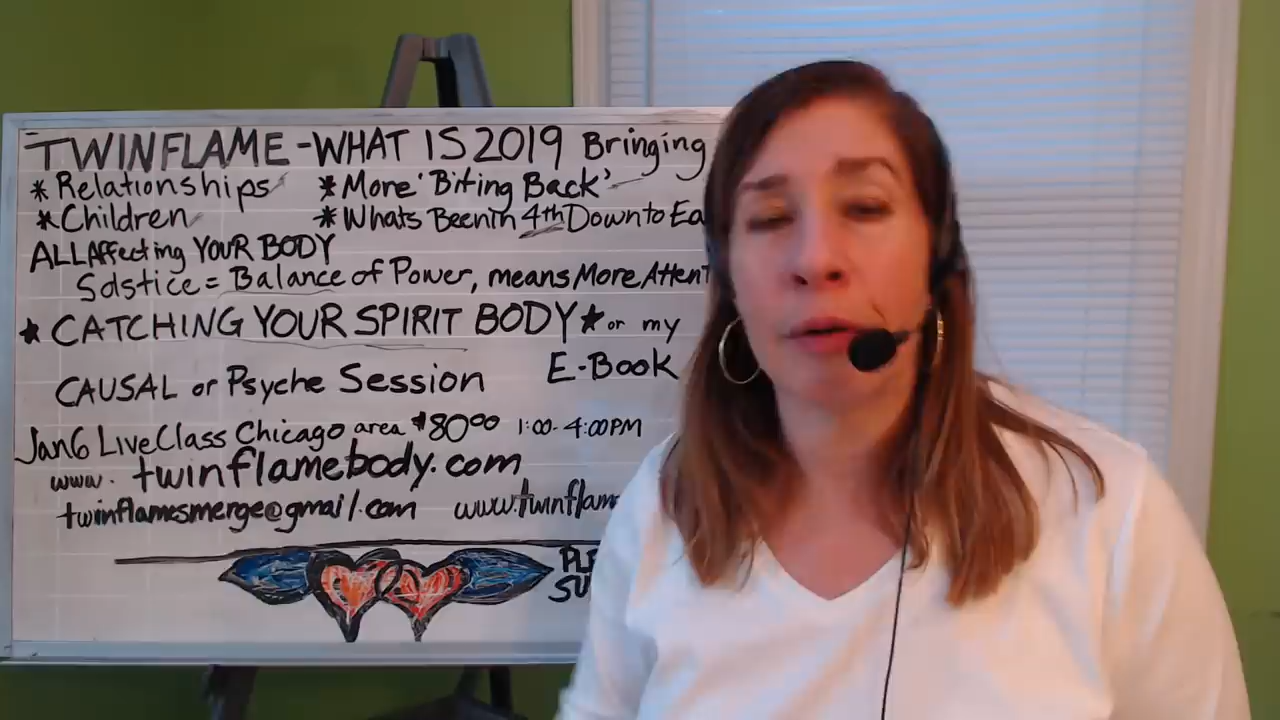 TWINFLAME - WHAT IS 2019 Bringing
* Relationships * More 'Biting Back'
* Children * Whats Been in 4th Down to Ea
ALL Affecting YOUR BODY
Solstice = Balance of Power, means More Attent
* CATCHING YOUR SPIRIT BODY * or my
E-Book
CAUSAL or Psyche Session
Jan 6 Live Class Chicago area $80.00 1:00-4:00PM
www.twinflamebody.com
twinflamesmerge@gmail.com www.twinflam